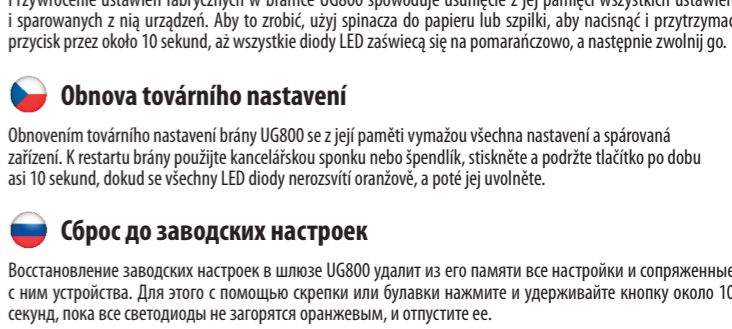 Przywrócenie ustawień fabrycznych w bramce UG800 spowoduje usunięcie z jej pamięci wszystkich ustawień
i sparowanych z nią urządzeń. Aby to zrobić, użyj spinacza do papieru lub szpilki, aby nacisnąć i przytrzymać
przycisk przez około 10 sekund, aż wszystkie diody LED zaświecą się na pomarańczowo, a następnie zwolnij go.
Obnova továrního nastavení
Obnovením továrního nastavení brány UG800 se z její paměti vymažou všechna nastavení a spárovaná
zařízení. K restartu brány použijte kancelářskou sponku nebo špendlík, stiskněte a podržte tlačítko po dobu
asi 10 sekund, dokud se všechny LED diody nerozsvítí oranžově, a poté jej uvolněte.
Сброс до заводских настроек
Восстановление заводских настроек в шлюзе UG800 удалит из его памяти все настройки и сопряженные
с ним устройства. Для этого с помощью скрепки или булавки нажмите и удерживайте кнопку около 10
секунд, пока все светодиоды не загорятся оранжевым, и отпустите ее.